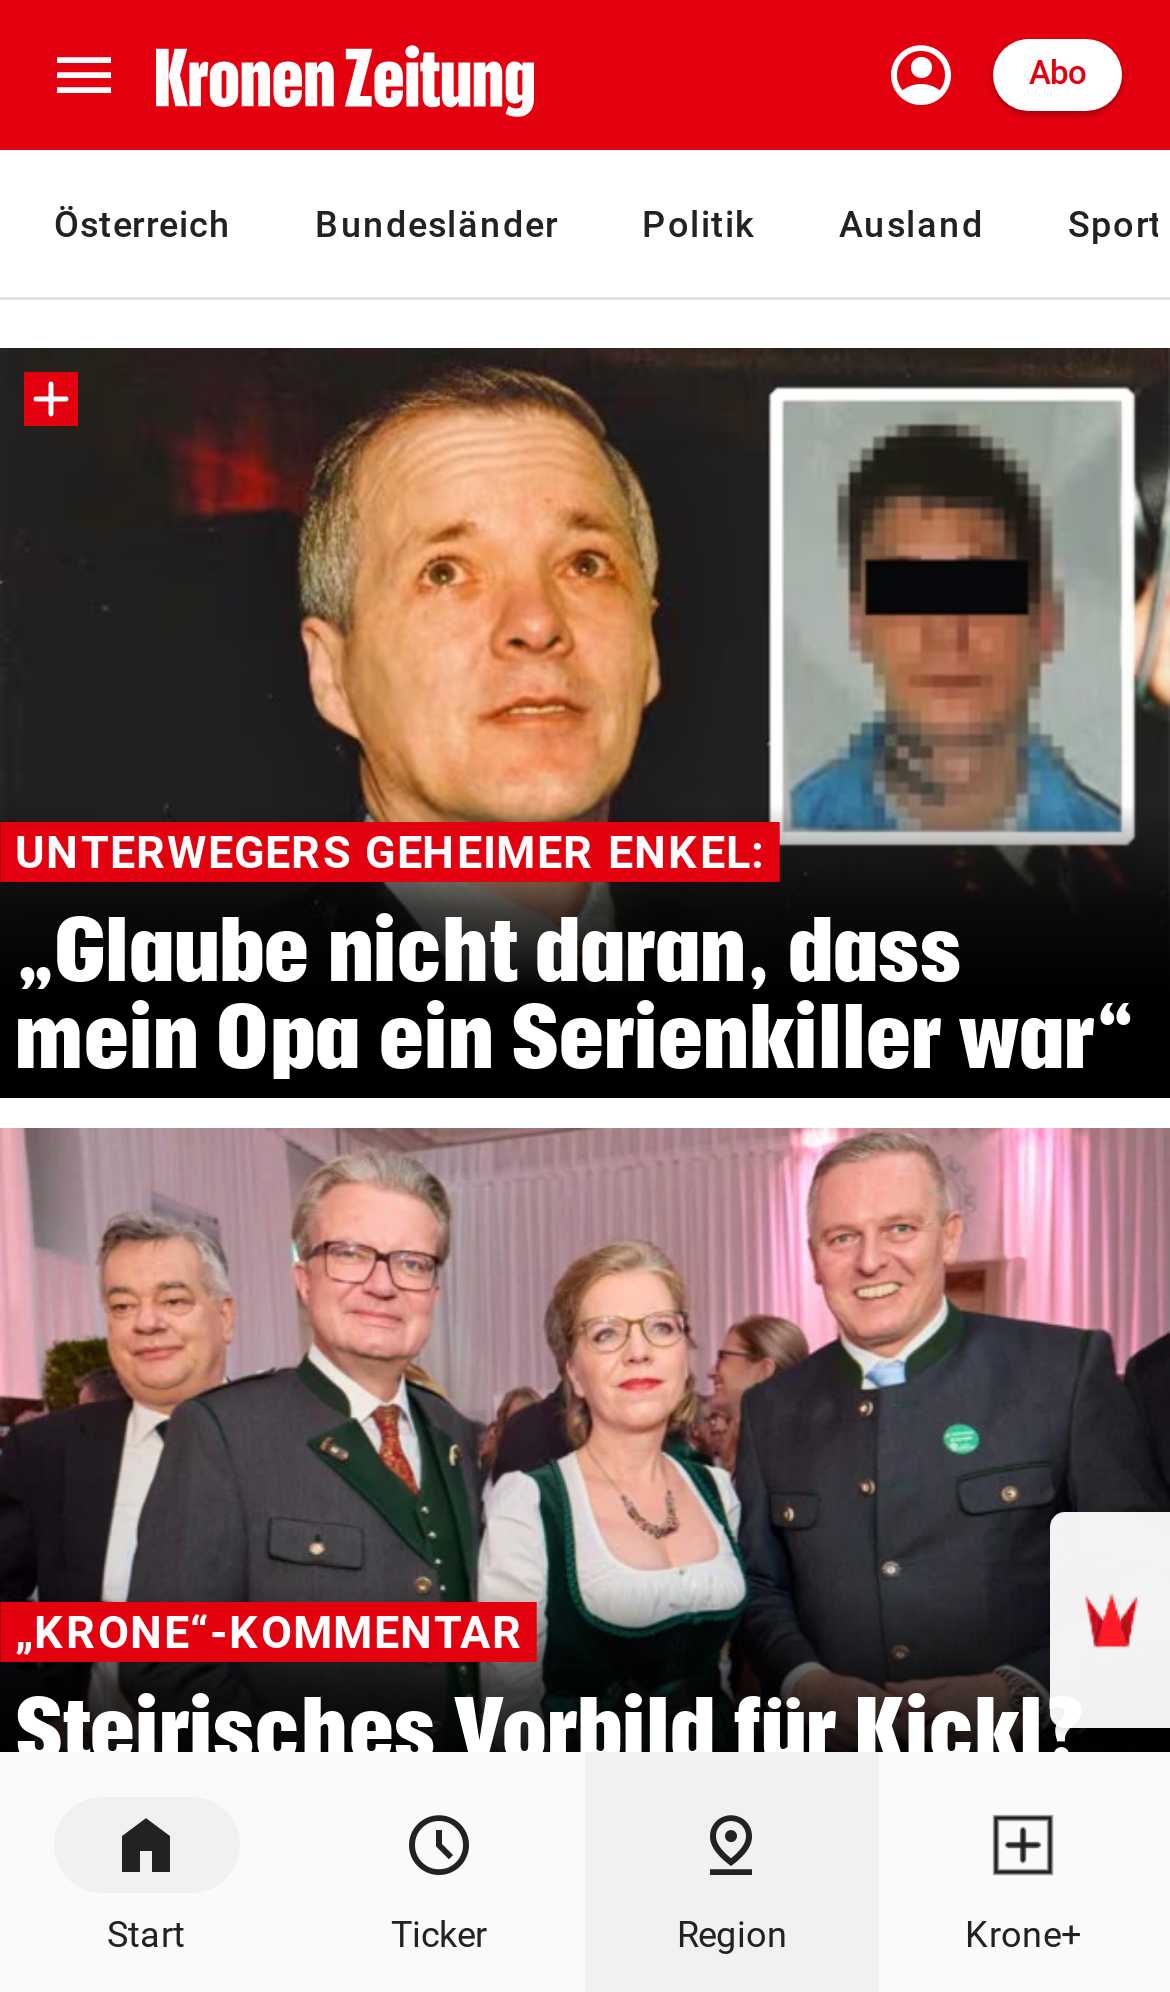 Kronen Zeitung
Abo
Österreich Bundesländer Politik Ausland Sport
UNTERWEGERS GEHEIMER ENKEL:
„Glaube nicht daran, dass
mein Opa ein Serienkiller war“
„KRONE“-KOMMENTAR
Steirisches Vorbild für Kickl?
Start Ticker Region Krone+